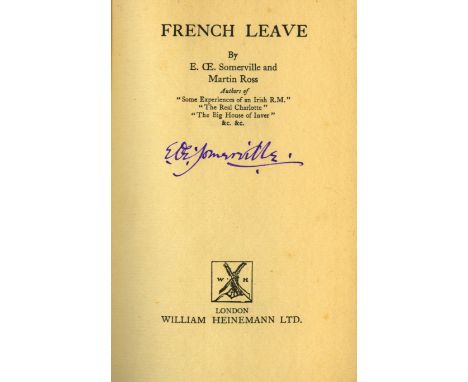 FRENCH LEAVE
By
E. Œ. Somerville and
Martin Ross
Authors of
"Some Experiences of an Irish R.M."
"The Real Charlotte"
"The Big House of Inver"
&c. &c.
E. Œ. Somerville.
W H
LONDON
WILLIAM HEINEMANN LTD.